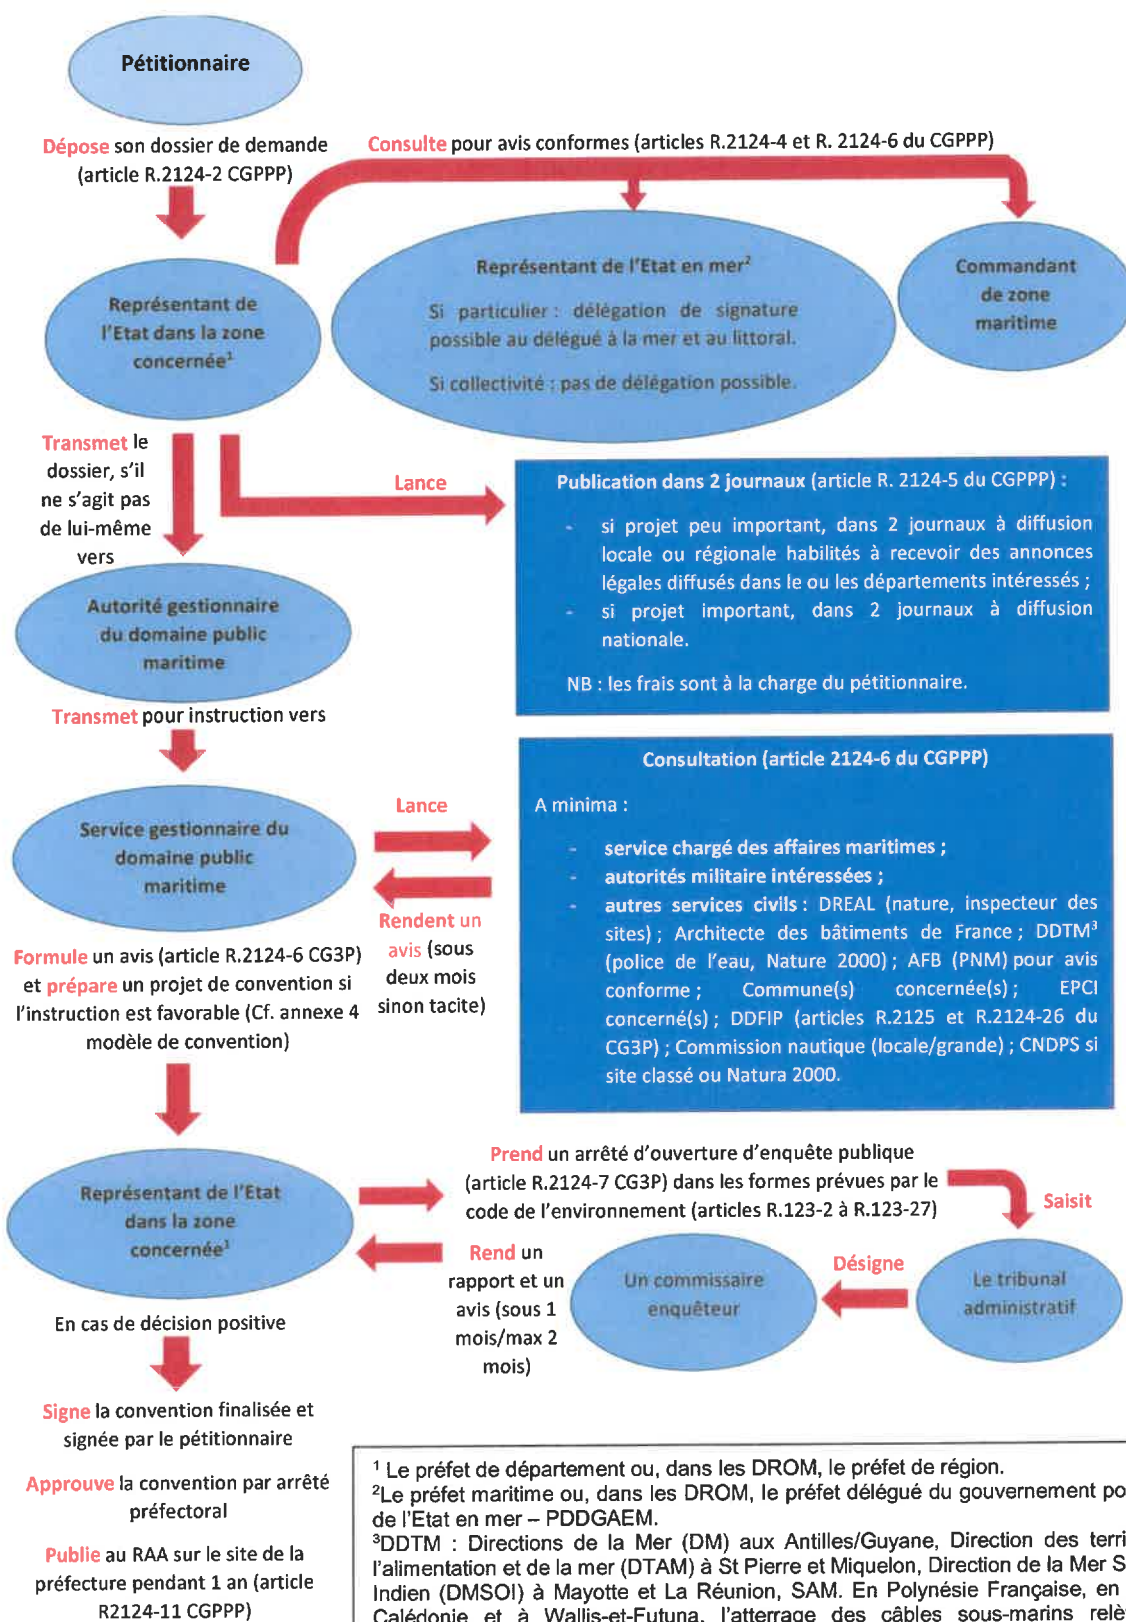 Pétitionnaire
Dépose son dossier de demande
(article R.2124-2 CGPPP)
Consulte pour avis conformes (articles R.2124-4 et R. 2124-6 du CGPPP)
Représentant de
l'Etat dans la zone
concernée¹
Représentant de l'Etat en mer²
Si particulier : délégation de signature
possible au délégué à la mer et au littoral.
Si collectivité : pas de délégation possible.
Commandant
de zone
maritime
Transmet le
dossier, s'il
ne s'agit pas
de lui-même
vers
Lance
Publication dans 2 journaux (article R. 2124-5 du CGPPP) :
- si projet peu important, dans 2 journaux à diffusion
locale ou régionale habilités à recevoir des annonces
légales diffusés dans le ou les départements intéressés ;
- si projet important, dans 2 journaux à diffusion
nationale.
NB : les frais sont à la charge du pétitionnaire.
Autorité gestionnaire
du domaine public
maritime
Transmet pour instruction vers
Service gestionnaire du
domaine public
maritime
Lance
Rendent un
avis (sous
deux mois
sinon tacite)
Consultation (article 2124-6 du CGPPP)
A minima :
- service chargé des affaires maritimes ;
- autorités militaire intéressées ;
- autres services civils : DREAL (nature, inspecteur des
sites) ; Architecte des bâtiments de France ; DDTM³
(police de l'eau, Nature 2000) ; AFB (PNM) pour avis
conforme ; Commune(s) concernée(s) ; EPCI
concerné(s) ; DDFIP (articles R.2125 et R.2124-26 du
CG3P) ; Commission nautique (locale/grande) ; CNDPS si
site classé ou Natura 2000.
Formule un avis (article R.2124-6 CG3P)
et prépare un projet de convention si
l'instruction est favorable (Cf. annexe 4
modèle de convention)
Représentant de l'Etat
dans la zone
concernée¹
Prend un arrêté d'ouverture d'enquête publique
(article R.2124-7 CG3P) dans les formes prévues par le
code de l'environnement (articles R.123-2 à R.123-27)
Saisit
Le tribunal
administratif
Désigne
Un commissaire
enquêteur
Rend un
rapport et un
avis (sous 1
mois/max 2
mois)
En cas de décision positive
Signe la convention finalisée et
signée par le pétitionnaire
Approuve la convention par arrêté
préfectoral
Publie au RAA sur le site de la
préfecture pendant 1 an (article
R2124-11 CGPPP)
¹ Le préfet de département ou, dans les DROM, le préfet de région.
²Le préfet maritime ou, dans les DROM, le préfet délégué du gouvernement po
de l'Etat en mer – PDDGAEM.
³DDTM : Directions de la Mer (DM) aux Antilles/Guyane, Direction des terri
l'alimentation et de la mer (DTAM) à St Pierre et Miquelon, Direction de la Mer S
Indien (DMSOI) à Mayotte et La Réunion, SAM. En Polynésie Française, en
Calédonie et à Wallis-et-Futuna, l'atterrage des câbles sous-marins relè